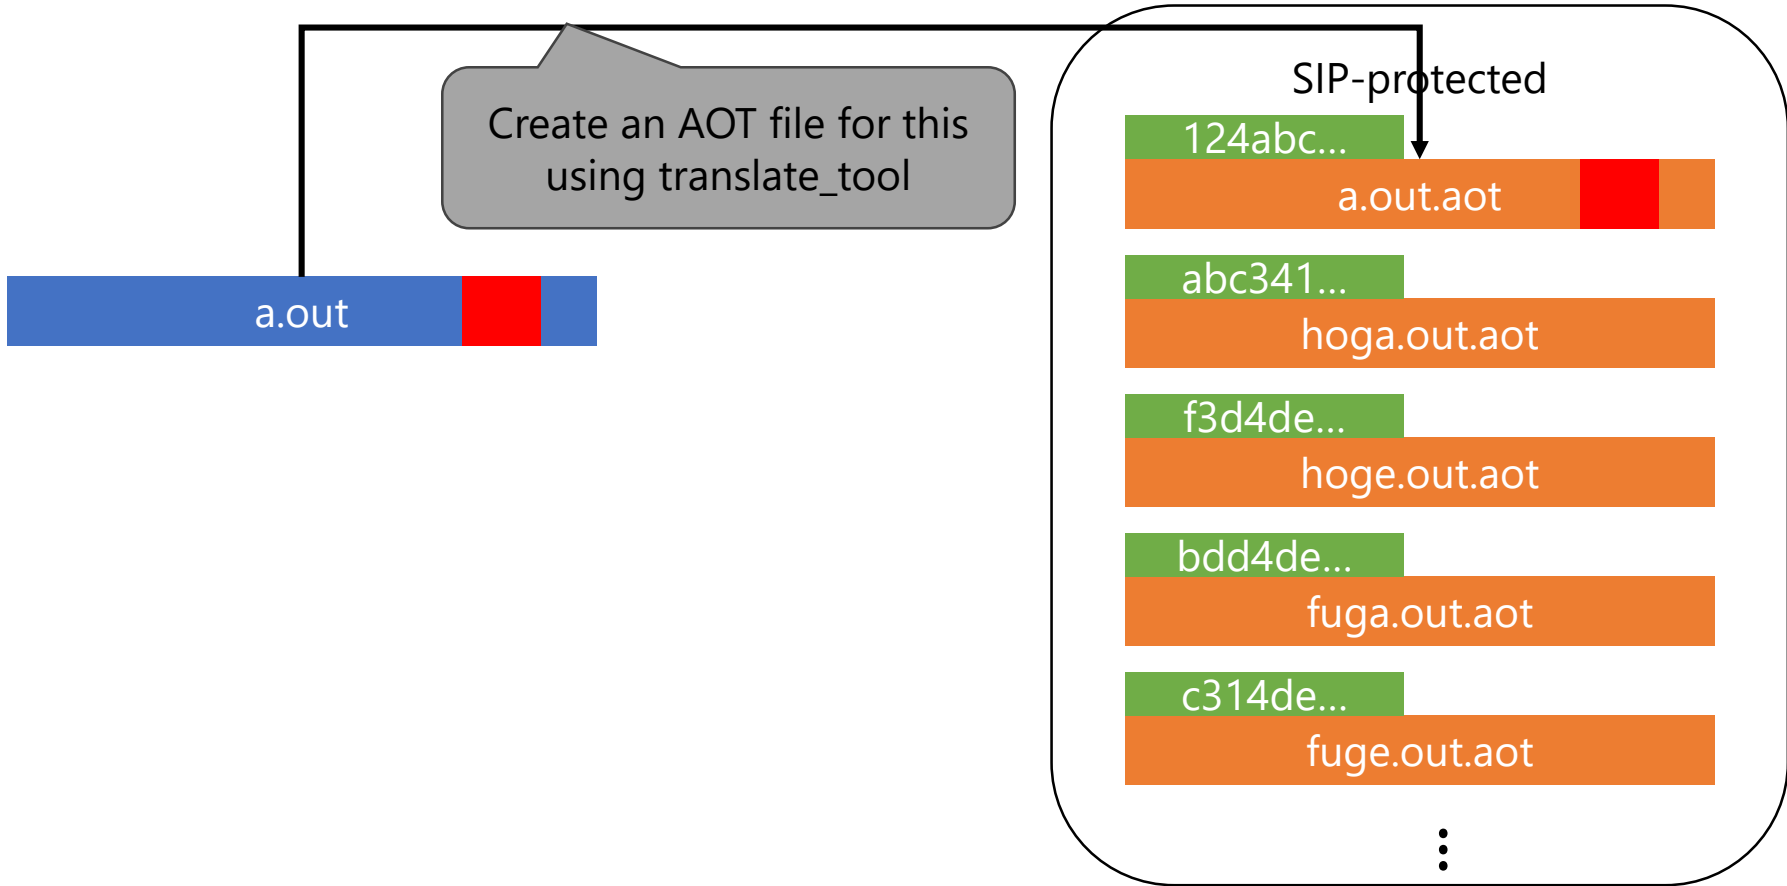 SIP-protected
Create an AOT file for this
using translate_tool
124abc...
a.out.aot
a.out
abc341...
hoga.out.aot
f3d4de...
hoge.out.aot
bdd4de...
fuga.out.aot
c314de...
fuge.out.aot